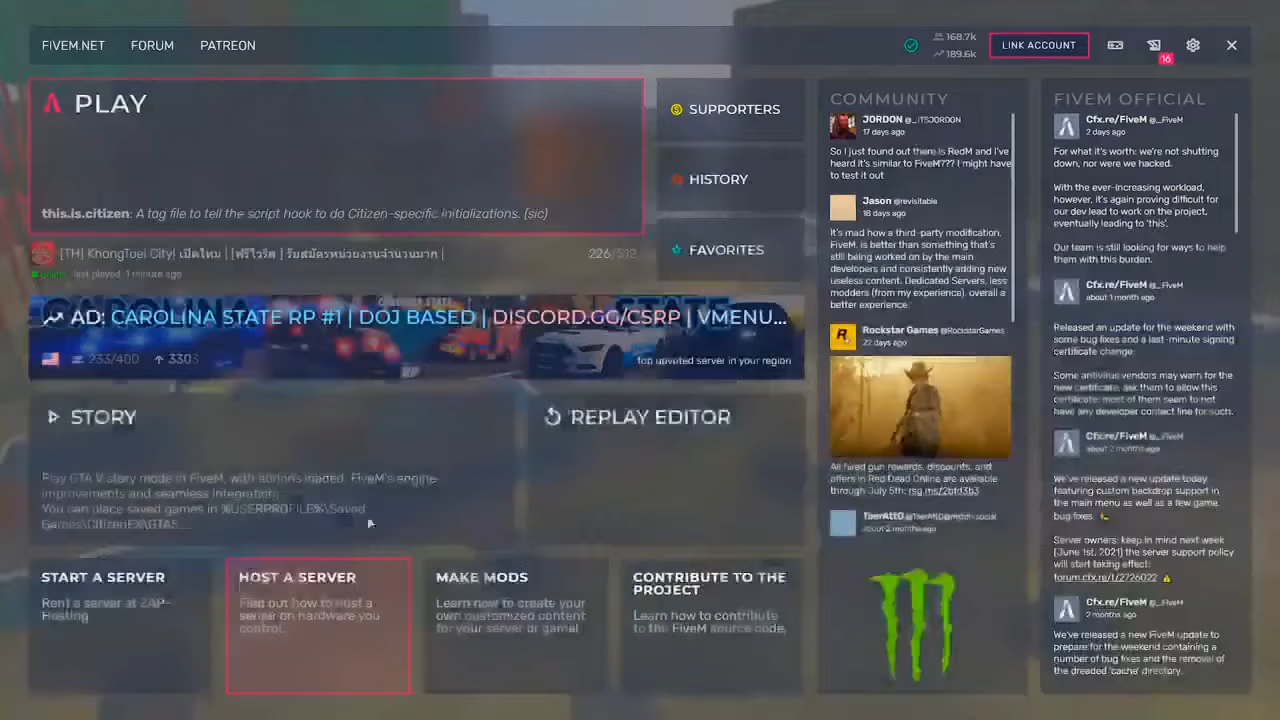 FIVEM.NET
FORUM
PATREON
168.7k
189.6k
LINK ACCOUNT
16
PLAY
this.is.citizen: A tag file to tell the script hook to do Citizen-specific initializations. (sic)
[TH] KhongToei City| เปิดใหม่ | [ฟรีไวริส | รับสมัครหน่วยงานจำนวนมาก |
226/512
last played: 1 minute ago
AD: CAROLINA STATE RP #1 | DOJ BASED | DISCORD.GG/CSRP | VMENU...
233/400
3303
top upvoted server in your region
STORY
Play GTA V story mode in FiveM, with addons loaded, FiveM's engine
improvements and seamless integration.
You can place saved games in %USERPROFILE%\Saved
Games\CitizenFX\GTA5
REPLAY EDITOR
SUPPORTERS
HISTORY
FAVORITES
START A SERVER
Rent a server at ZAP-
Hosting
HOST A SERVER
Find out how to host a
server on hardware you
control.
MAKE MODS
Learn how to create your
own customized content
for your server or game!
CONTRIBUTE TO THE
PROJECT
Learn how to contribute
to the FiveM source code.
COMMUNITY
JORDON @_ITSJORDON
17 days ago
So I just found out there is RedM and I've
heard it's similar to FiveM??? I might have
to test it out
Jason @revisitable
18 days ago
It's mad how a third-party modification,
FiveM, is better than something that's
still being worked on by the main
developers and consistently adding new
useless content. Dedicated Servers, less
modders (from my experience), overall a
better experience.
Rockstar Games @RockstarGames
22 days ago
All hired gun rewards, discounts, and
offers in Red Dead Online are available
through July 5th:
about 2 months ago
FIVEM OFFICIAL
Cfx.re/FiveM @_FiveM
2 days ago
For what it's worth: we're not shutting
down, nor were we hacked.
With the ever-increasing workload,
however, it's again proving difficult for
our dev lead to work on the project,
eventually leading to 'this'.
Our team is still looking for ways to help
them with this burden.
Cfx.re/FiveM @_FiveM
about 1 month ago
Released an update for the weekend with
some bug fixes and a last-minute signing
certificate change.
Some antivirus vendors may warn for the
new certificate, ask them to allow this
certificate: most of them seem to not
have any developer contact line for such.
Cfx.re/FiveM @_FiveM
about 2 months ago
We've released a new update today
featuring custom backdrop support in
the main menu as well as a few game
bug fixes.
Server owners: keep in mind next week
(June 1st, 2021) the server support policy
will start taking effect:
forum.cfx.re/t/2726022
Cfx.re/FiveM @_FiveM
2 months ago
We've released a new FiveM update to
prepare for the weekend containing a
number of bug fixes and the removal of
the dreaded 'cache' directory.